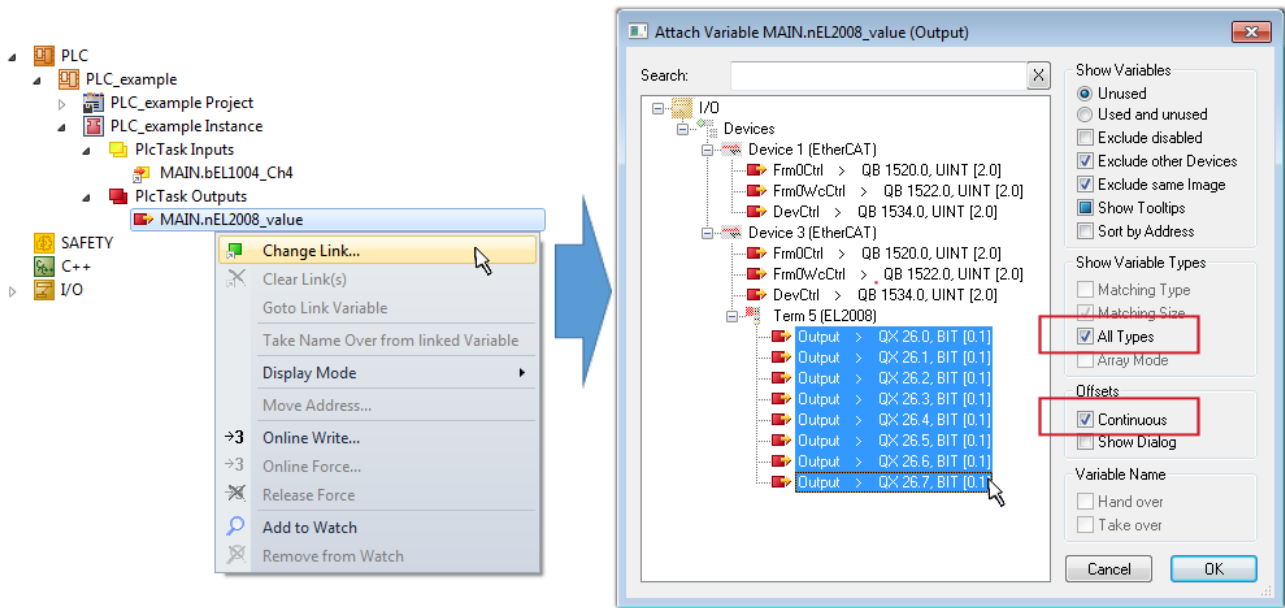 PLC
PLC_example
PLC_example Project
PLC_example Instance
PlcTask Inputs
MAIN.bEL1004_Ch4
PlcTask Outputs
MAIN.nEL2008_value
SAFETY
C++
I/O
Change Link...
Clear Link(s)
Goto Link Variable
Take Name Over from linked Variable
Display Mode
Move Address...
→3 Online Write...
→3 Online Force...
Release Force
Add to Watch
Remove from Watch
Attach Variable MAIN.nEL2008_value (Output)
Search:
X
I/O
Devices
Device 1 (EtherCAT)
Frm0Ctrl > QB 1520.0, UINT [2.0]
Frm0WcCtrl > QB 1522.0, UINT [2.0]
DevCtrl > QB 1534.0, UINT [2.0]
Device 3 (EtherCAT)
Frm0Ctrl > QB 1520.0, UINT [2.0]
Frm0WcCtrl > QB 1522.0, UINT [2.0]
DevCtrl > QB 1534.0, UINT [2.0]
Term 5 (EL2008)
Output > QX 26.0, BIT [0.1]
Output > QX 26.1, BIT [0.1]
Output > QX 26.2, BIT [0.1]
Output > QX 26.3, BIT [0.1]
Output > QX 26.4, BIT [0.1]
Output > QX 26.5, BIT [0.1]
Output > QX 26.6, BIT [0.1]
Output > QX 26.7, BIT [0.1]
Show Variables
Unused
Used and unused
Exclude disabled
Exclude other Devices
Exclude same Image
Show Tooltips
Sort by Address
Show Variable Types
Matching Type
Matching Size
All Types
Array Mode
Offsets
Continuous
Show Dialog
Variable Name
Hand over
Take over
Cancel
OK